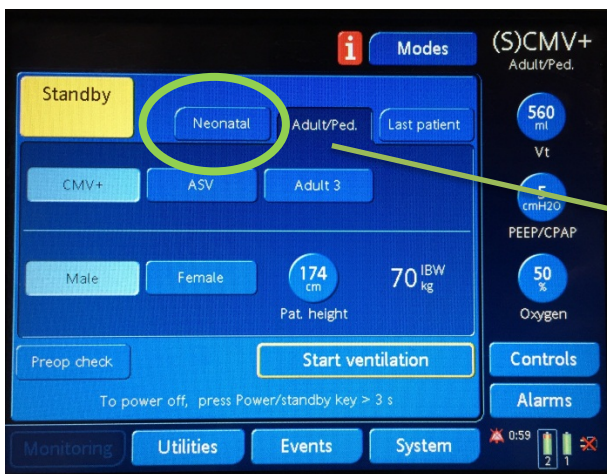 i
Modes
(S)CMV+
Adult/Ped.
Standby
Neonatal
Adult/Ped.
Last patient
560
ml
Vt
CMV+
ASV
Adult 3
5
cmH2O
PEEP/CPAP
Male
Female
174
cm
Pat. height
70 IBW
kg
50
%
Oxygen
Preop check
Start ventilation
Controls
To power off, press Power/standby key > 3 s
Alarms
Monitoring
Utilities
Events
System
0:59
2 1